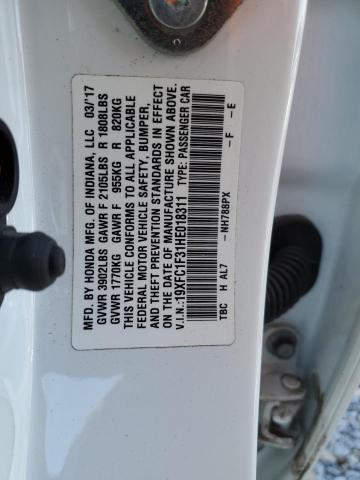 MFD. BY HONDA MFG. OF INDIANA, LLC 03/'17
GVWR 3902LBS GAWR F 2105LBS R 1808LBS
GVWR 1770KG GAWR F 955KG R 820KG
THIS VEHICLE CONFORMS TO ALL APPLICABLE
FEDERAL MOTOR VEHICLE SAFETY, BUMPER,
AND THEFT PREVENTION STANDARDS IN EFFECT
ON THE DATE OF MANUFACTURE SHOWN ABOVE.
V.I.N.:19XFC1F31HE018311 TYPE: PASSENGER CAR
TBC H AL7 -NH788PX -F -E